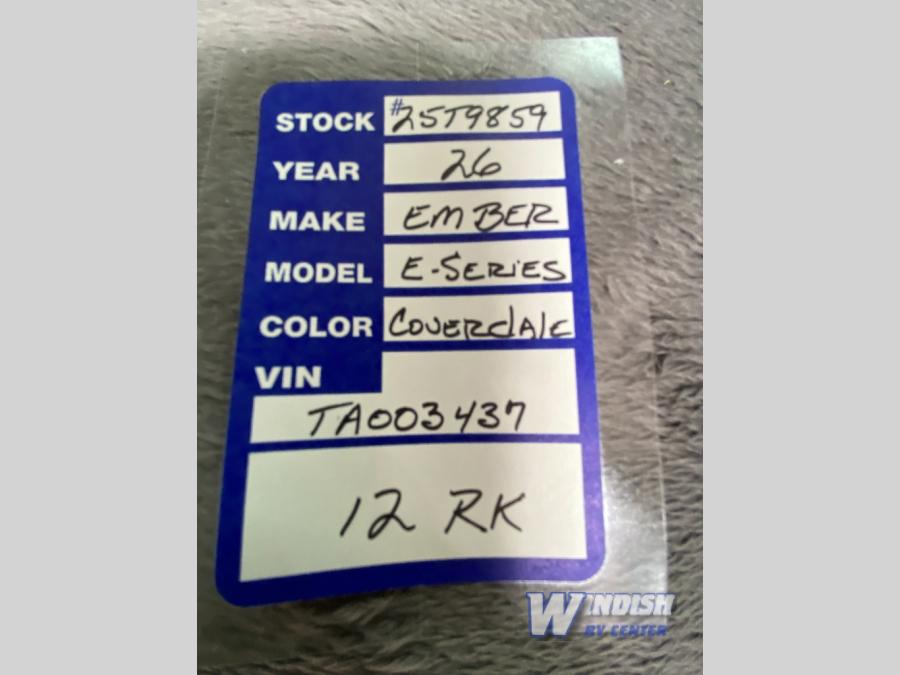 STOCK #25T9859
YEAR 26
MAKE EMBER
MODEL E-SERIES
COLOR COVERdAlE
VIN
TA003437
12 RK
WINDISH
RV CENTER